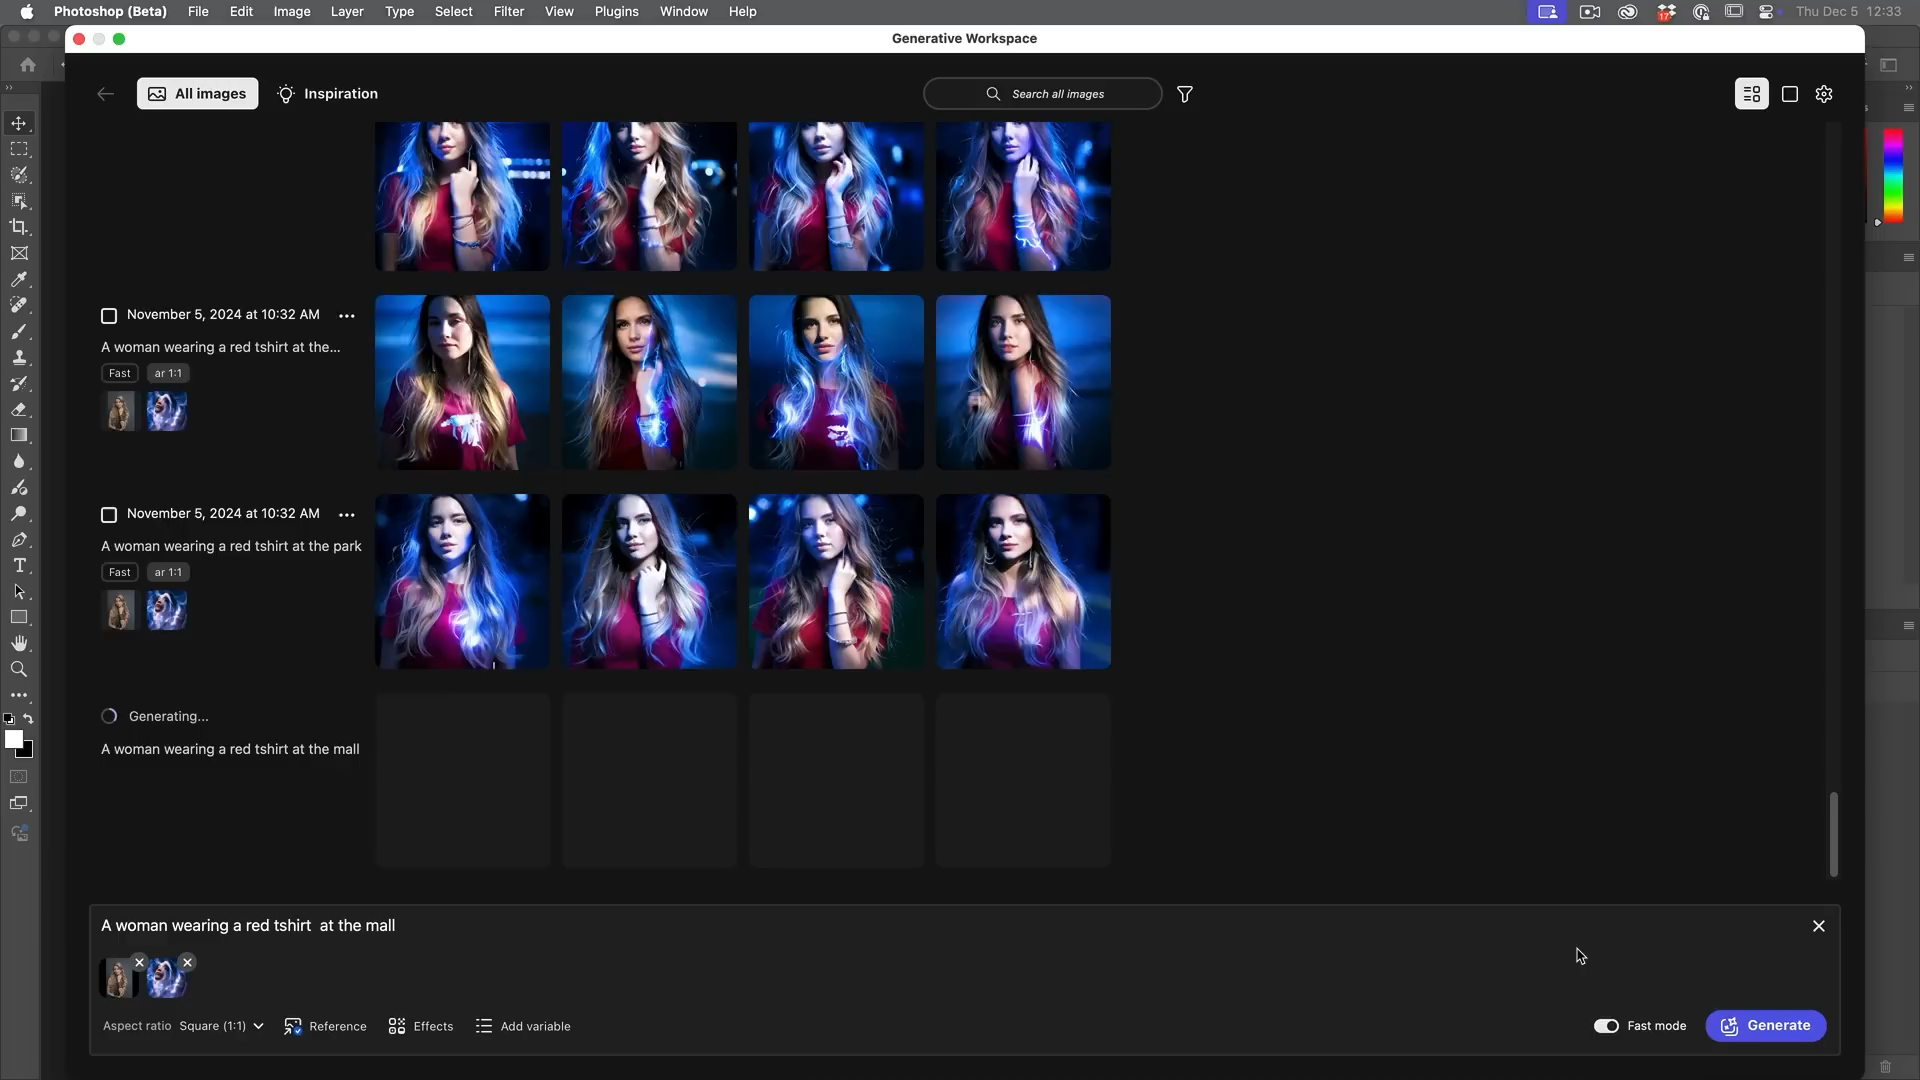 Photoshop (Beta) File Edit Image Layer Type Select Filter View Plugins Window Help 17 Thu Dec 5 12:33
Generative Workspace
All images Inspiration Search all images
November 5, 2024 at 10:32 AM
A woman wearing a red tshirt at the...
Fast ar 1:1
November 5, 2024 at 10:32 AM
A woman wearing a red tshirt at the park
Fast ar 1:1
Generating...
A woman wearing a red tshirt at the mall
A woman wearing a red tshirt  at the mall
Aspect ratio Square (1:1) Reference Effects Add variable Fast mode Generate